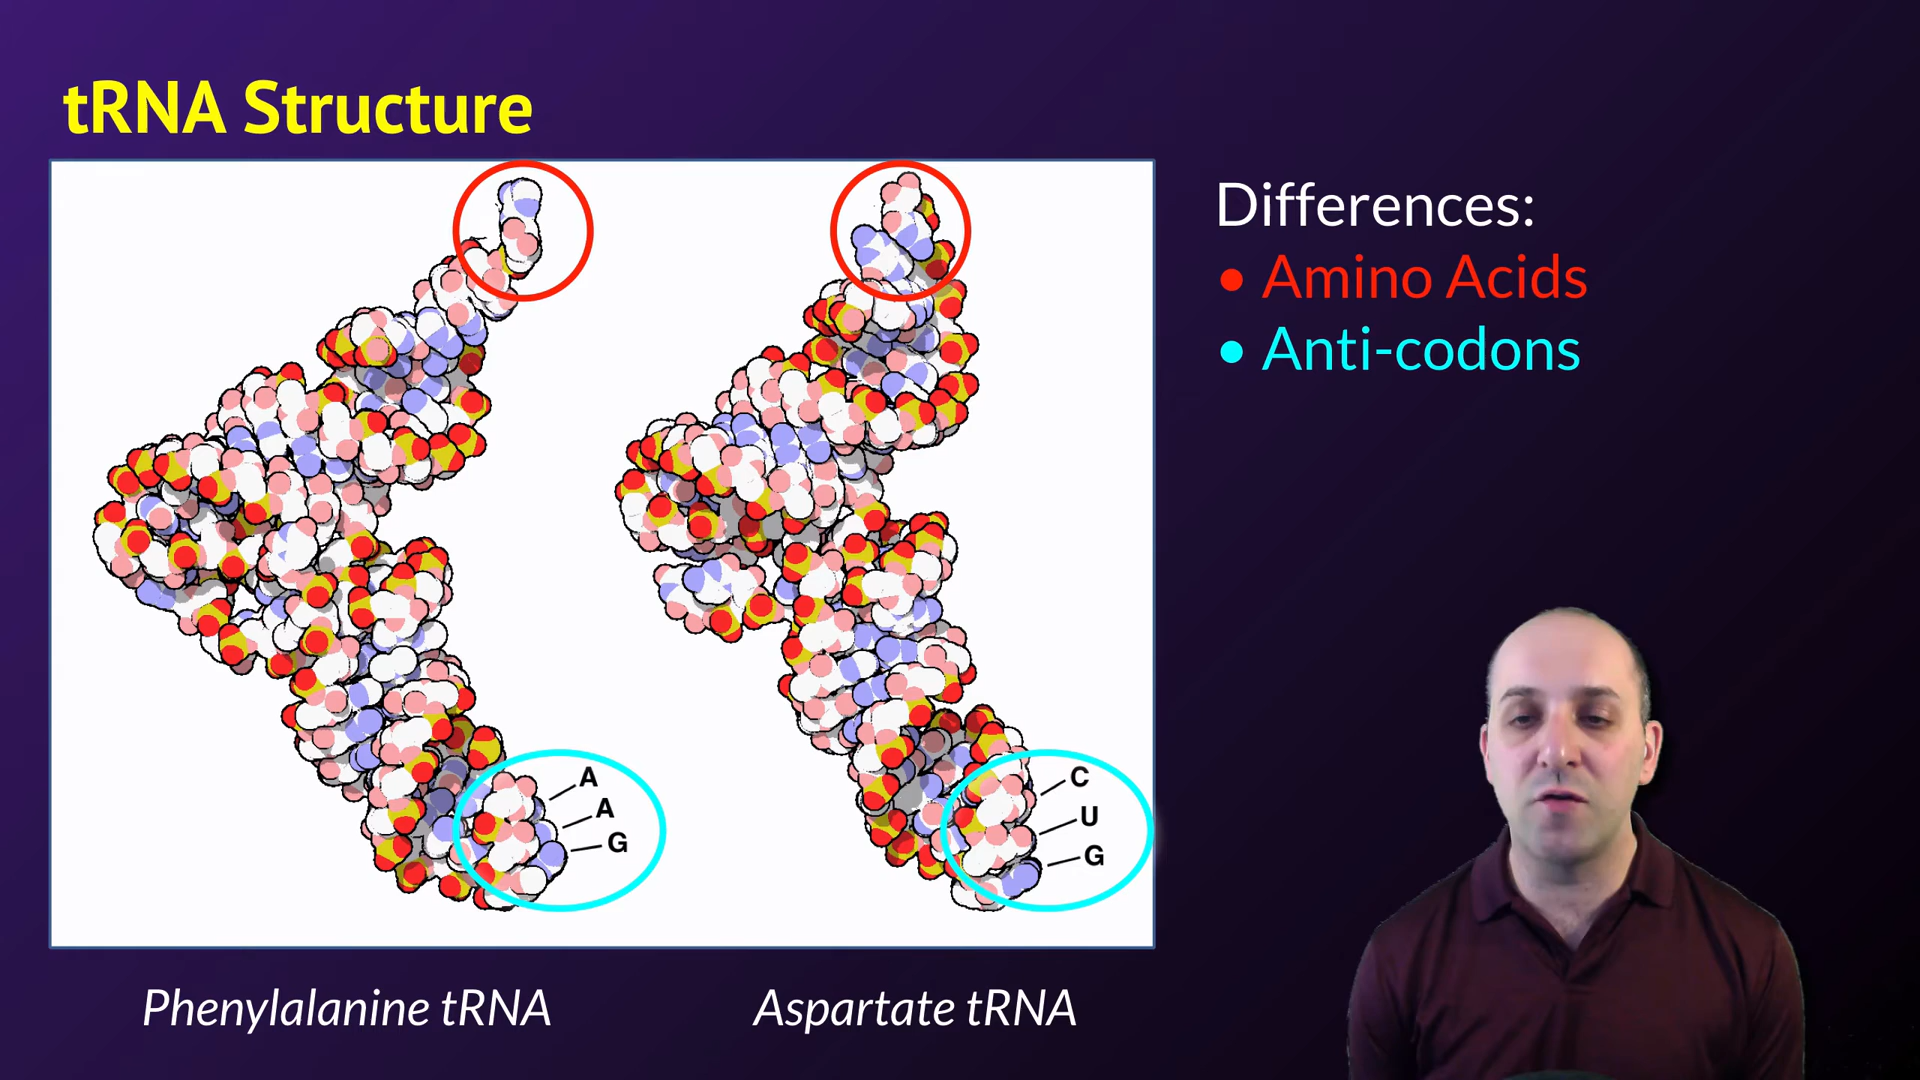 tRNA Structure
Differences:
• Amino Acids
• Anti-codons
A
A
G
C
U
G
Phenylalanine tRNA
Aspartate tRNA